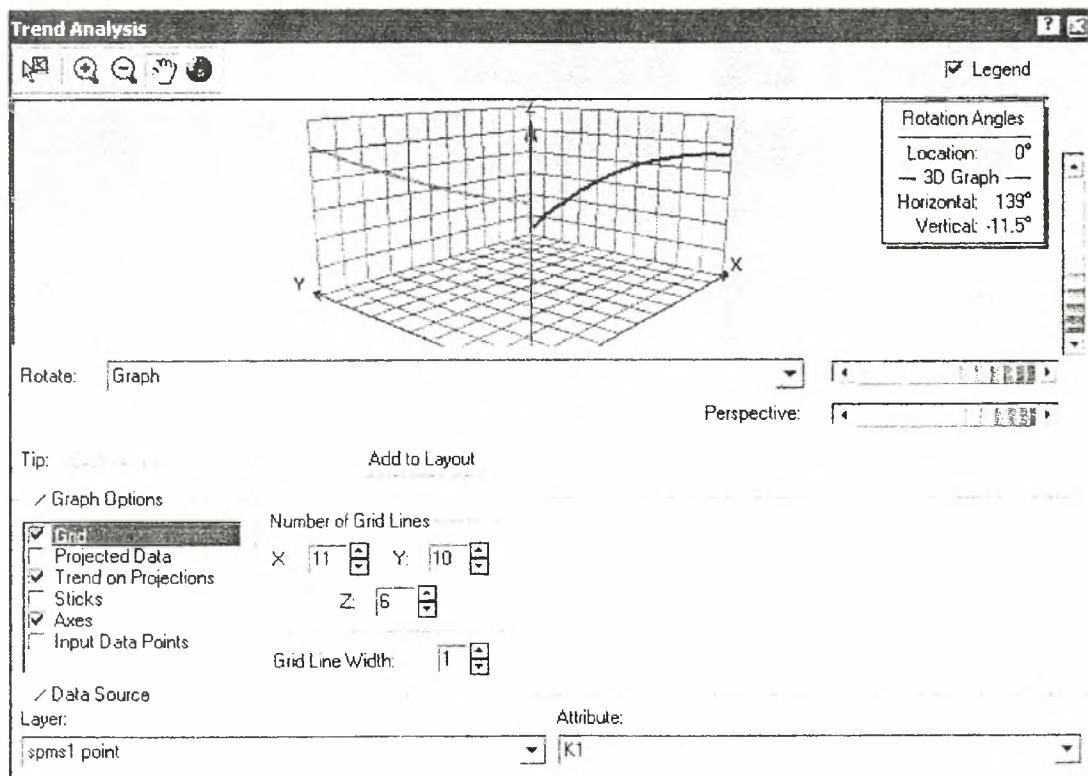 Trend Analysis
Legend
Z
Y
X
Rotation Angles
Location: 0°
3D Graph
Horizontal: 139°
Vertical: -11.5°
Rotate: Graph
Perspective:
Tip:
Add to Layout
Graph Options
Grid
Projected Data
Trend on Projections
Sticks
Axes
Input Data Points
Number of Grid Lines
X: 11 Y: 10
Z: 6
Grid Line Width: 1
Data Source
Layer:
spms1 point
Attribute:
K1